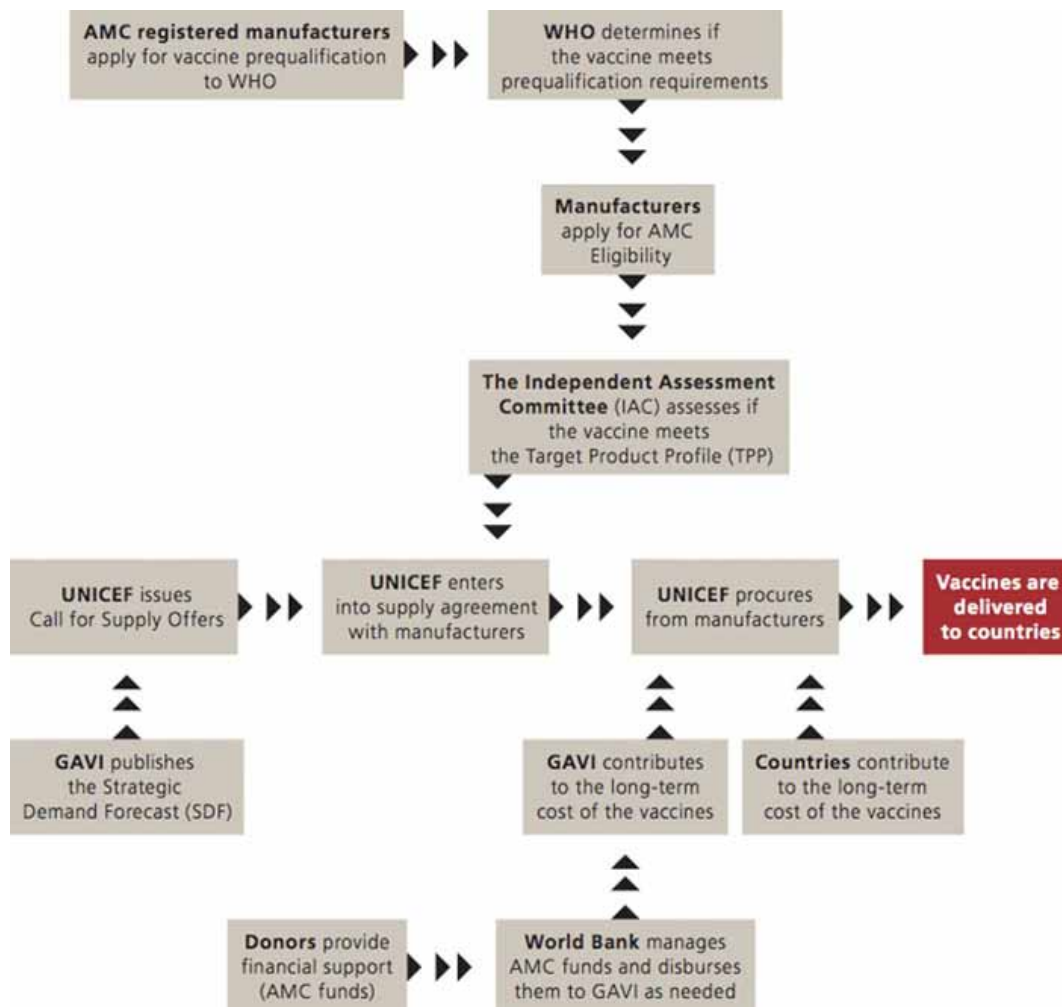 AMC registered manufacturers
apply for vaccine prequalification
to WHO
WHO determines if
the vaccine meets
prequalification requirements
Manufacturers
apply for AMC
Eligibility
The Independent Assessment
Committee (IAC) assesses if
the vaccine meets
the Target Product Profile (TPP)
UNICEF issues
Call for Supply Offers
UNICEF enters
into supply agreement
with manufacturers
UNICEF procures
from manufacturers
Vaccines are
delivered
to countries
GAVI publishes
the Strategic
Demand Forecast (SDF)
GAVI contributes
to the long-term
cost of the vaccines
Countries contribute
to the long-term
cost of the vaccines
Donors provide
financial support
(AMC funds)
World Bank manages
AMC funds and disburses
them to GAVI as needed